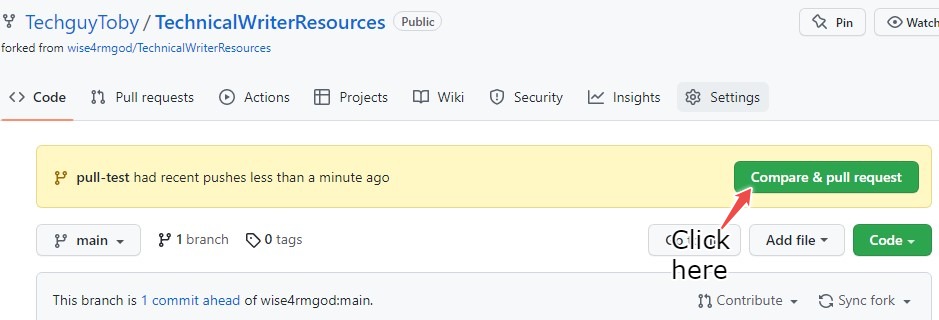 TechguyToby / TechnicalWriterResources Public Pin Watch
forked from wise4rmgod/TechnicalWriterResources
Code Pull requests Actions Projects Wiki Security Insights Settings
pull-test had recent pushes less than a minute ago Compare & pull request
main 1 branch 0 tags Add file Code
Click
here
This branch is 1 commit ahead of wise4rmgod:main. Contribute Sync fork